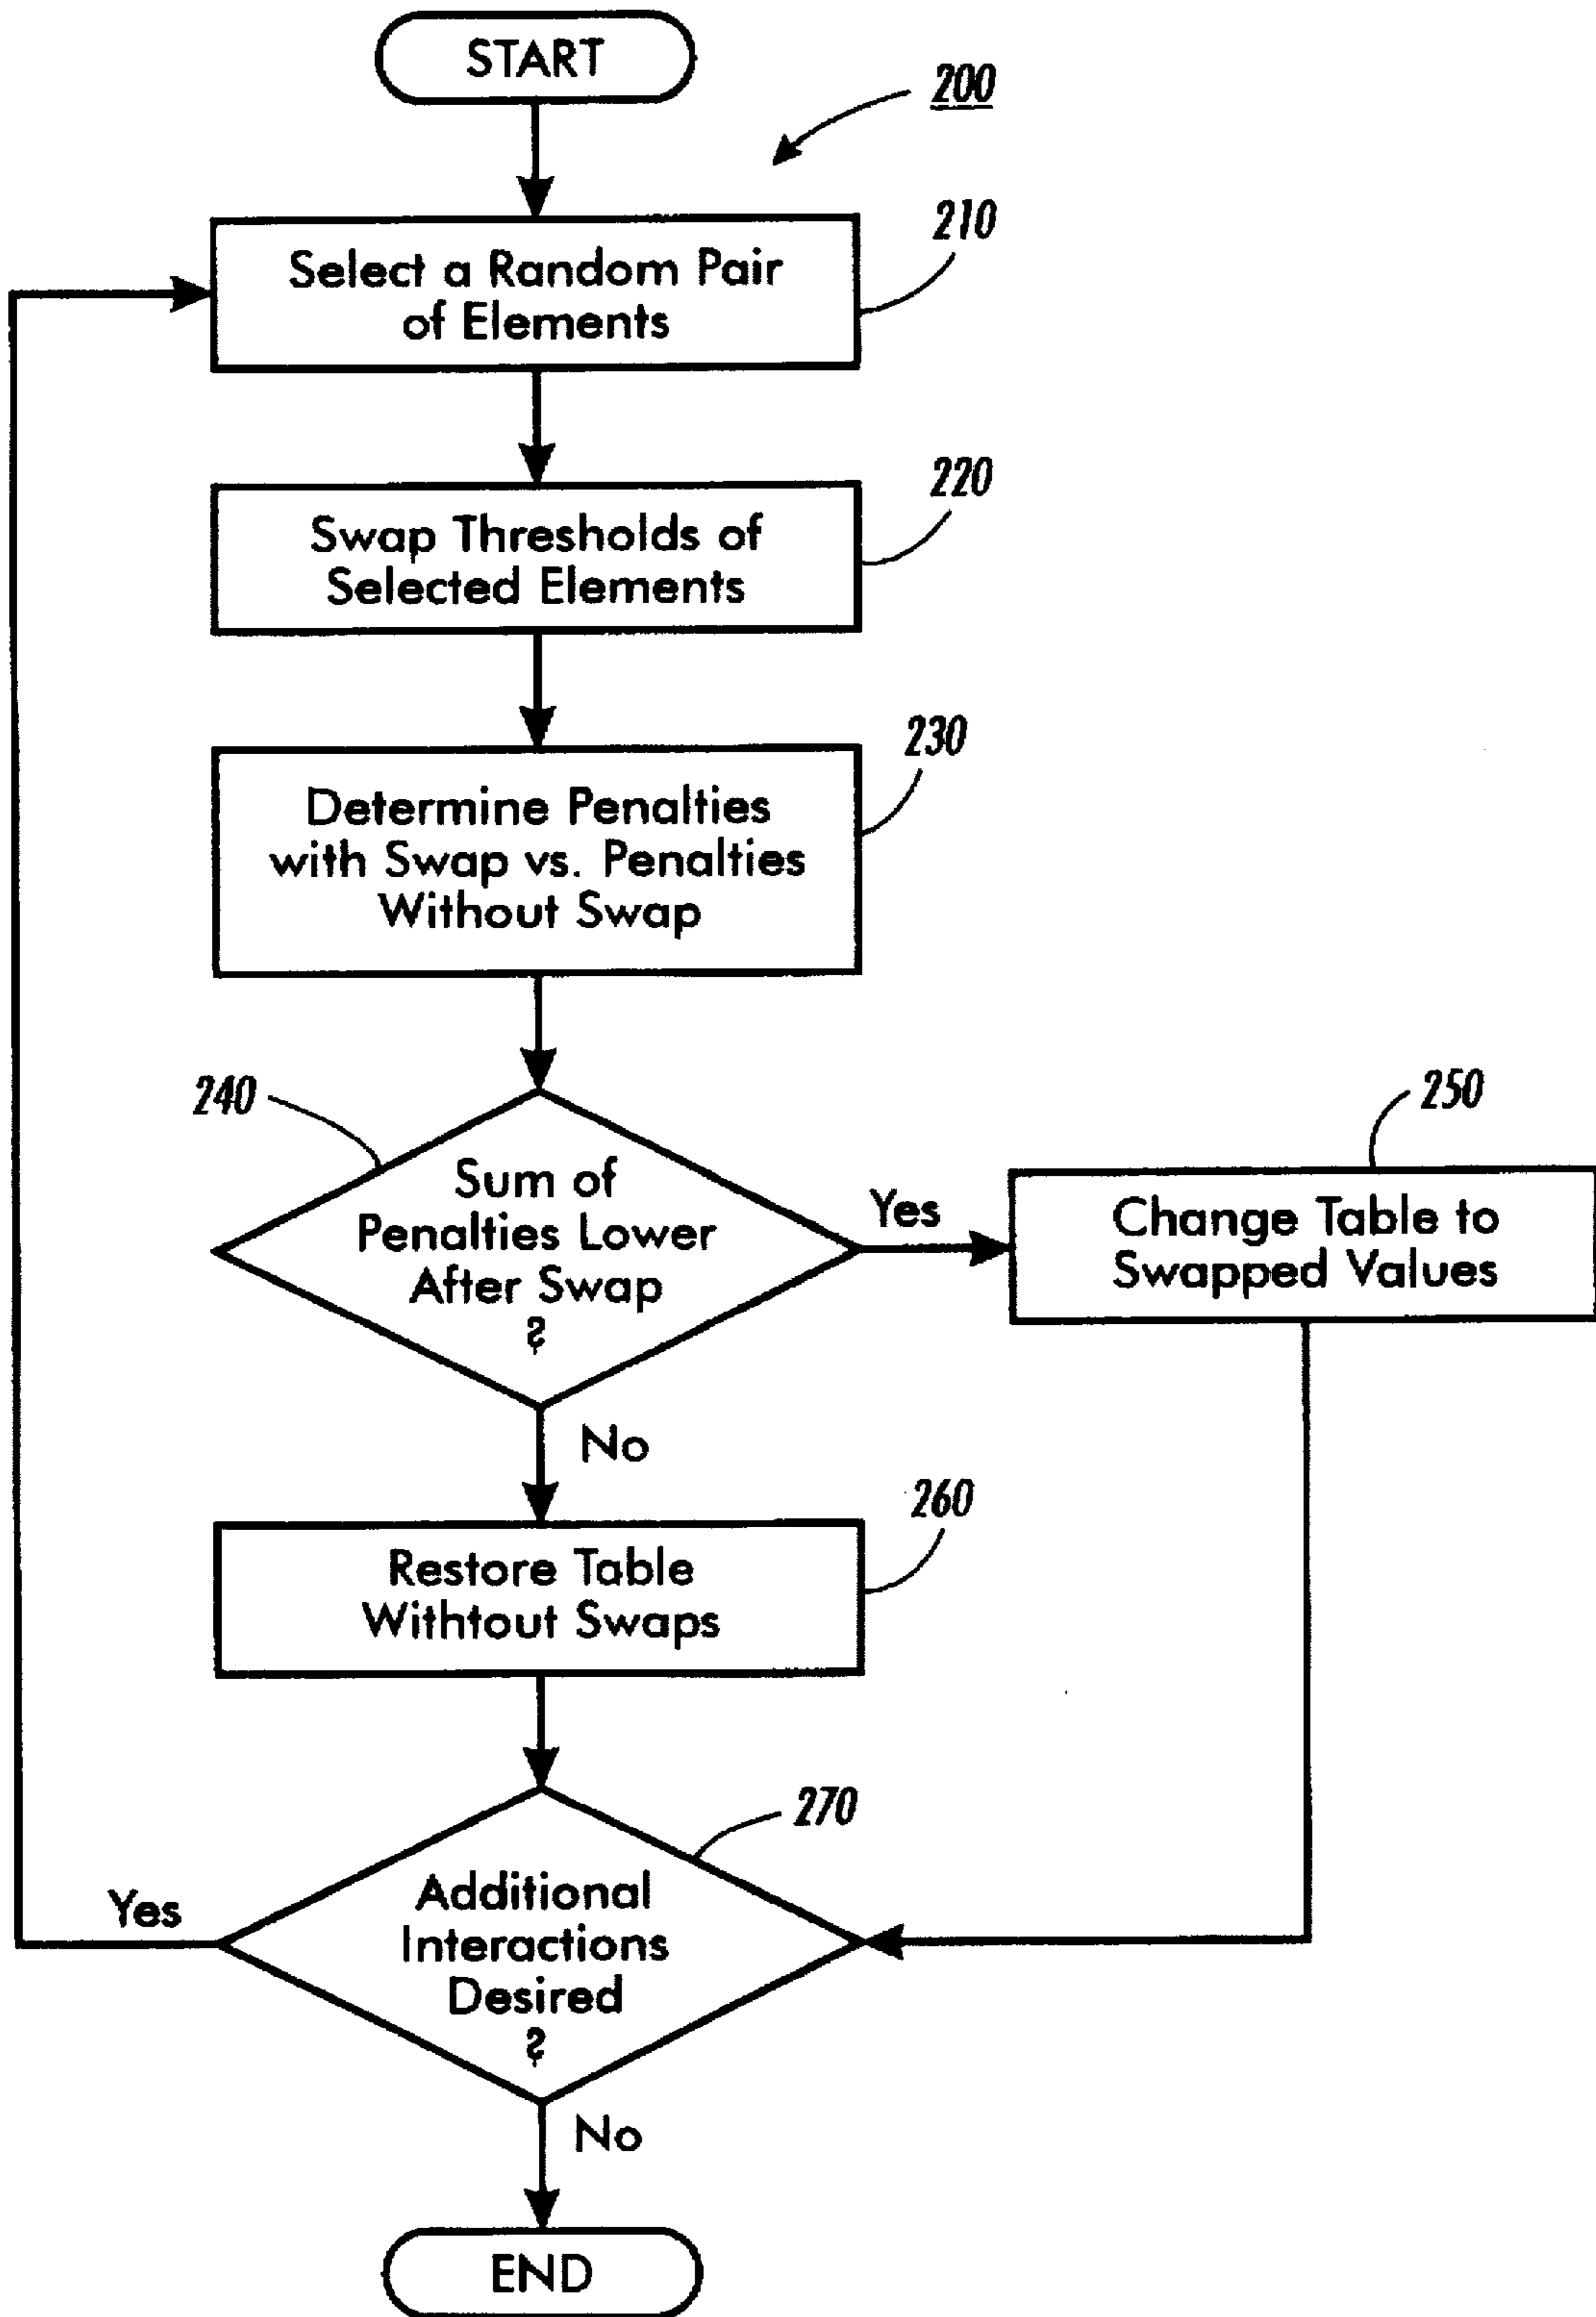 START
200
210
Select a Random Pair
of Elements
220
Swap Thresholds of
Selected Elements
230
Determine Penalties
with Swap vs. Penalties
Without Swap
240
Sum of
Penalties Lower
After Swap
?
Yes
250
Change Table to
Swapped Values
No
260
Restore Table
Withtout Swaps
270
Additional
Interactions
Desired
?
Yes
No
END